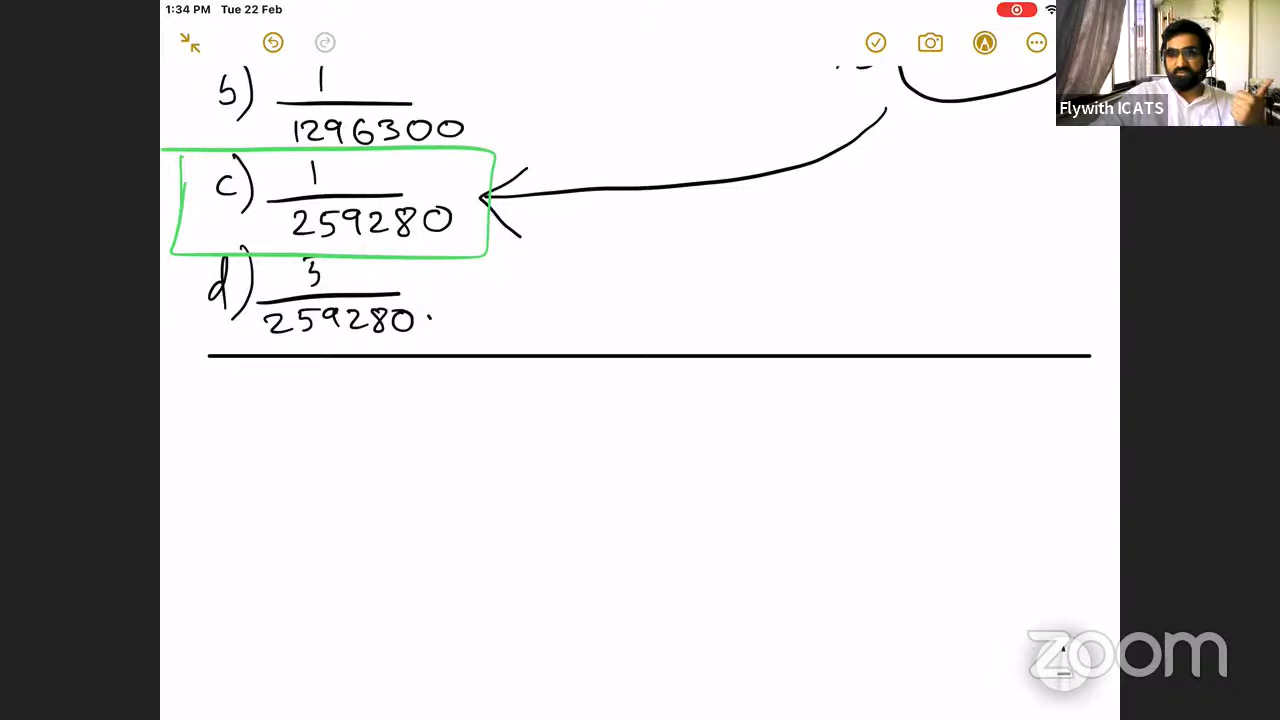 1:34 PM Tue 22 Feb
b) 1
1296300
c) 1
259280
d) 3
259280.
Flywith ICATS
zoom